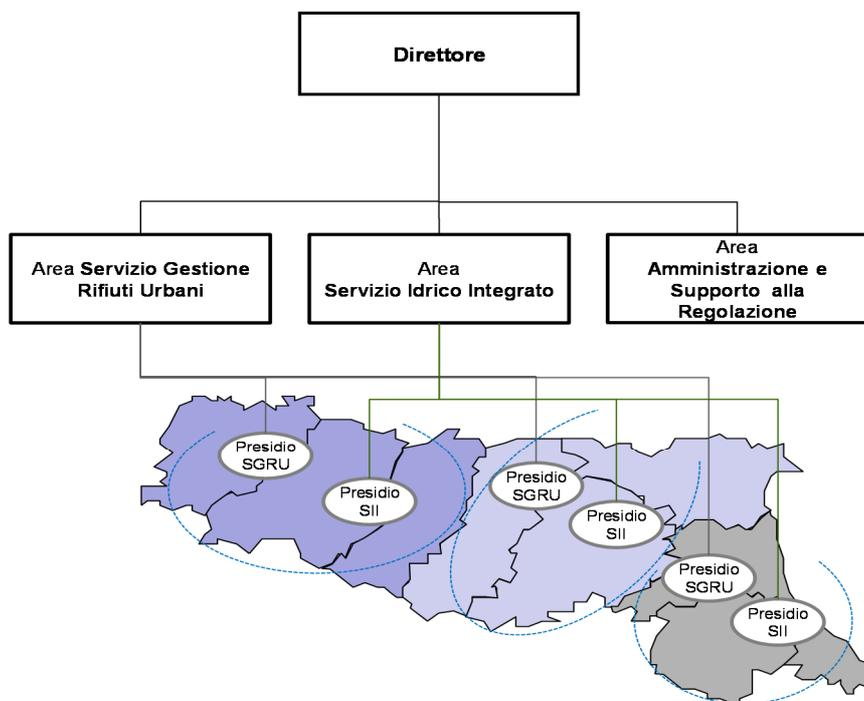 Direttore
Area Servizio Gestione
Rifiuti Urbani
Area
Servizio Idrico Integrato
Area
Amministrazione e
Supporto alla
Regolazione
Presidio
SGRU
Presidio
SII
Presidio
SGRU
Presidio
SII
Presidio
SGRU
Presidio
SII